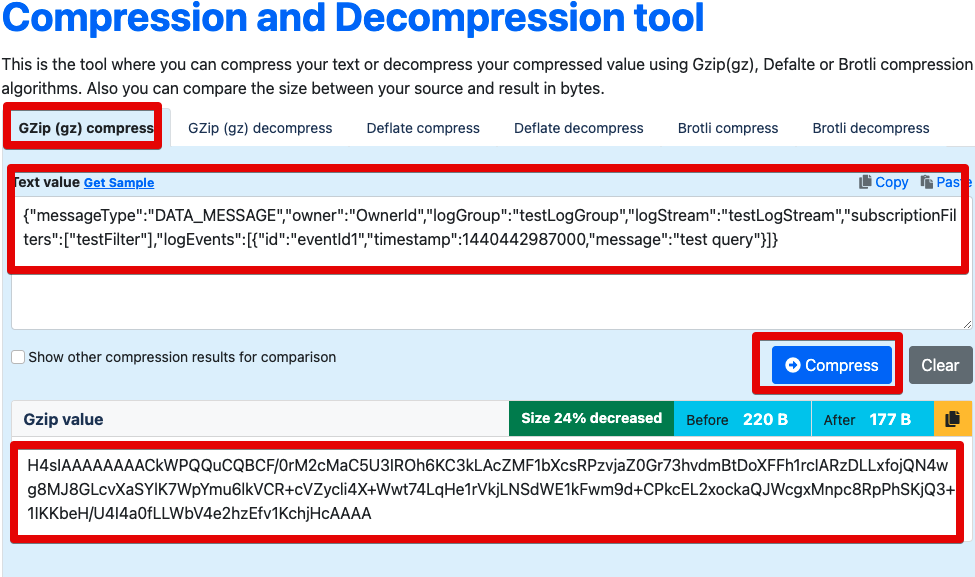 Compression and Decompression tool
This is the tool where you can compress your text or decompress your compressed value using Gzip(gz), Defalte or Brotli compression
algorithms. Also you can compare the size between your source and result in bytes.
GZip (gz) compress GZip (gz) decompress Deflate compress Deflate decompress Brotli compress Brotli decompress
Text value Get Sample Copy Paste
{"messageType":"DATA_MESSAGE","owner":"OwnerId","logGroup":"testLogGroup","logStream":"testLogStream","subscriptionFil
ters":["testFilter"],"logEvents":[{"id":"eventId1","timestamp":1440442987000,"message":"test query"}]}
Show other compression results for comparison
Compress Clear
Gzip value Size 24% decreased Before 220 B After 177 B
H4sIAAAAAAAACkWPQQuCQBCF/0rM2cMaC5U3lROh6KC3kLAcZMF1bXcsRPzvjaZ0Gr73hvdmBtDoXFFh1rcIARzDLLxfojQN4w
g8MJ8GLcvXaSYlK7WpYmu6lkVCR+cVZycli4X+Wwt74LqHe1rVkjLNSdWE1kFwm9d+CPkcEL2xockaQJWcgxMnpc8RpPhSKjQ3+
1IKKbeH/U4I4a0fLLWbV4e2hzEfv1KchjHcAAAA